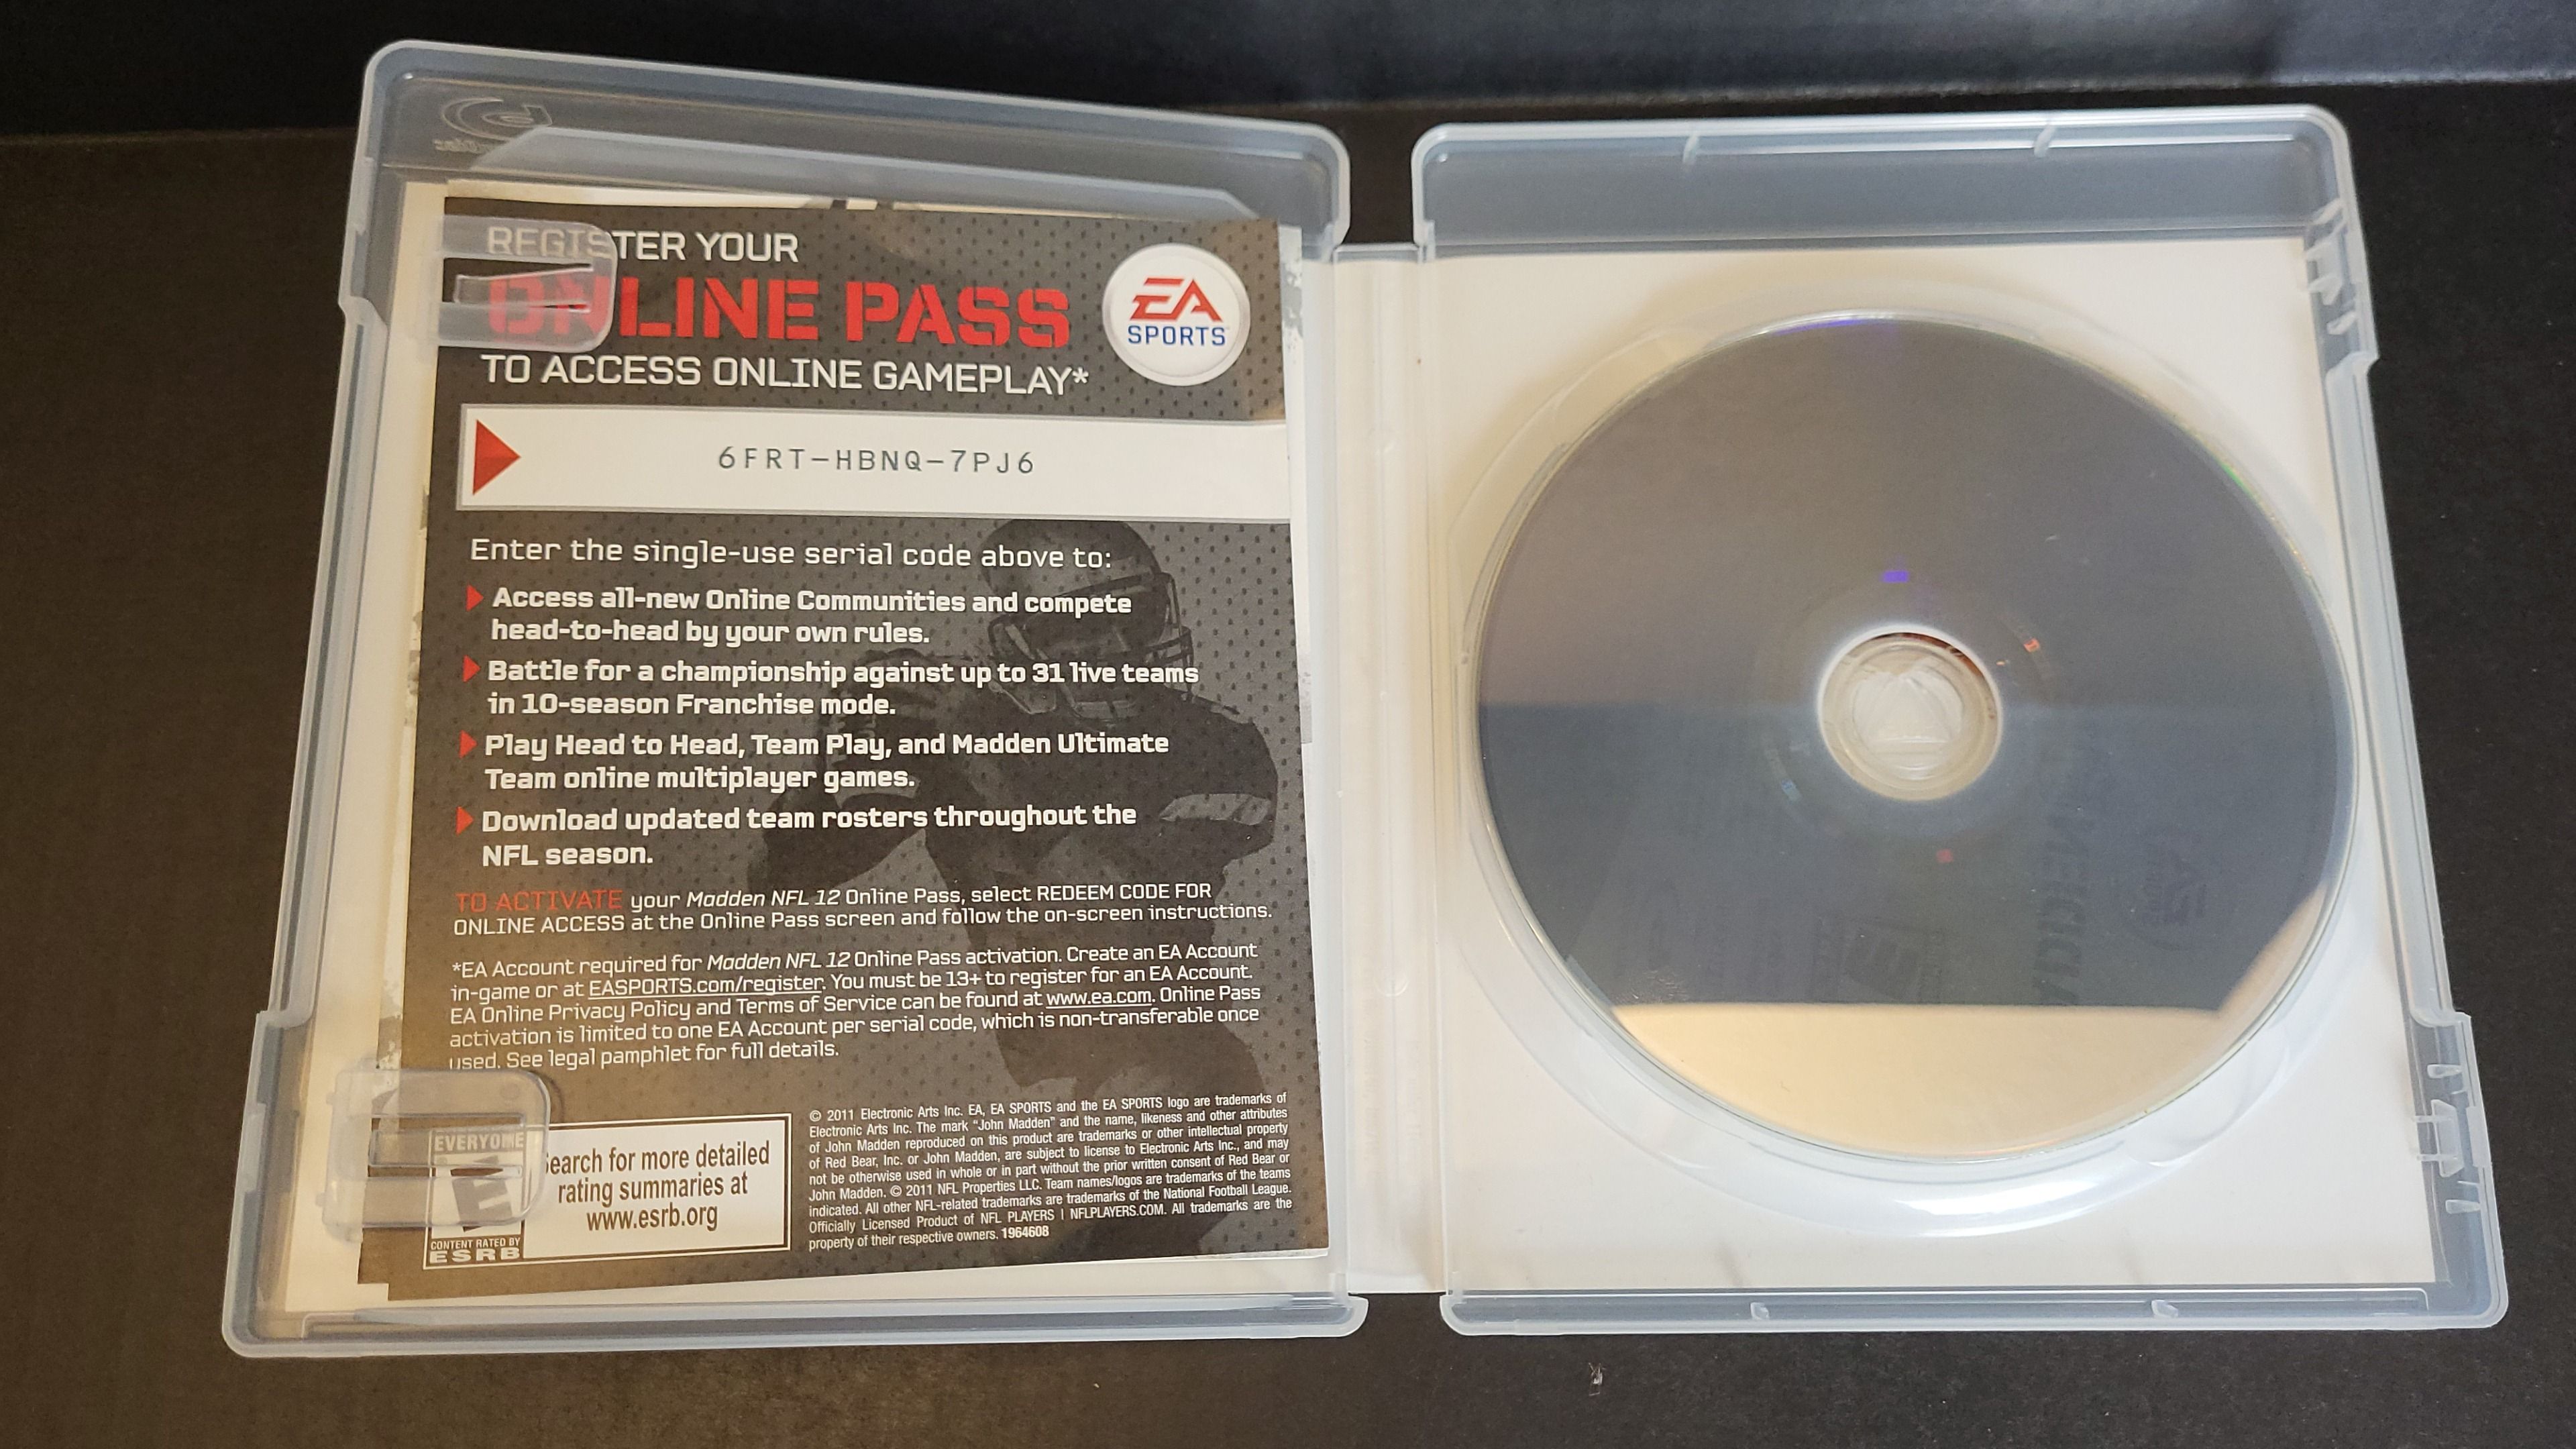 REGISTER YOUR
ONLINE PASS
TO ACCESS ONLINE GAMEPLAY*
EA
SPORTS
6FRT-HBNQ-7PJ6
Enter the single-use serial code above to:
Access all-new Online Communities and compete
head-to-head by your own rules.
Battle for a championship against up to 31 live teams
in 10-season Franchise mode.
Play Head to Head, Team Play, and Madden Ultimate
Team online multiplayer games.
Download updated team rosters throughout the
NFL season.
TO ACTIVATE your Madden NFL 12 Online Pass, select REDEEM CODE FOR
ONLINE ACCESS at the Online Pass screen and follow the on-screen instructions.
*EA Account required for Madden NFL 12 Online Pass activation. Create an EA Account
in-game or at EASPORTS.com/register. You must be 13+ to register for an EA Account.
EA Online Privacy Policy and Terms of Service can be found at www.ea.com. Online Pass
activation is limited to one EA Account per serial code, which is non-transferable once
used. See legal pamphlet for full details.
EVERYONE
E
CONTENT RATED BY
ESRB
Search for more detailed
rating summaries at
www.esrb.org
© 2011 Electronic Arts Inc. EA, EA SPORTS and the EA SPORTS logo are trademarks of
Electronic Arts Inc. The mark “John Madden” and the name, likeness and other attributes
of John Madden reproduced on this product are trademarks or other intellectual property
of Red Bear, Inc. or John Madden, are subject to license to Electronic Arts Inc., and may
not be otherwise used in whole or in part without the prior written consent of Red Bear or
John Madden. © 2011 NFL Properties LLC. Team names/logos are trademarks of the teams
indicated. All other NFL-related trademarks are trademarks of the National Football League.
Officially Licensed Product of NFL PLAYERS | NFLPLAYERS.COM. All trademarks are the
property of their respective owners. 1964608